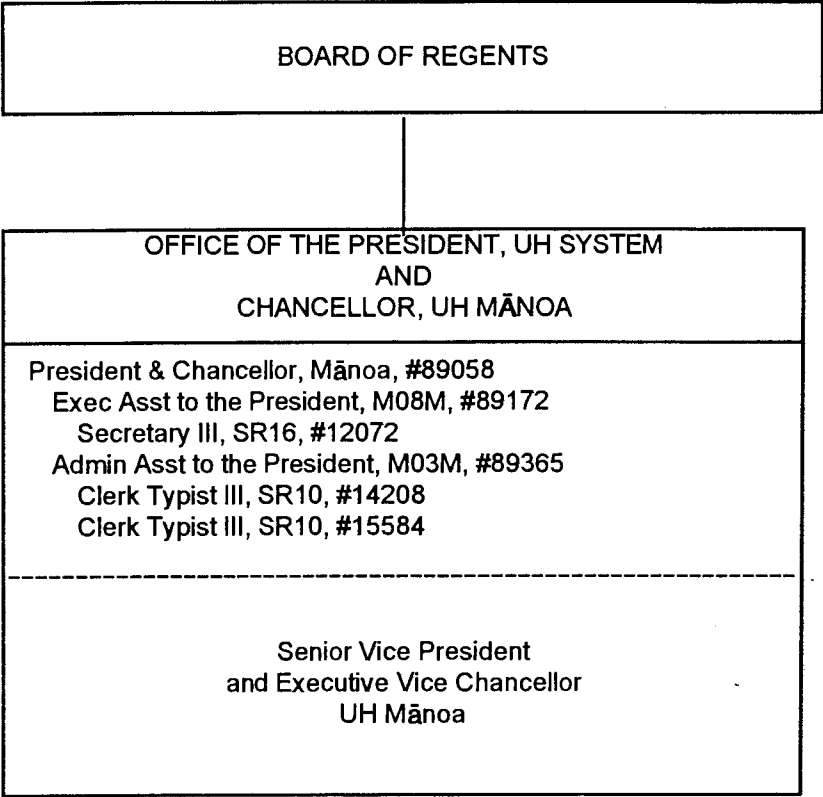 BOARD OF REGENTS
OFFICE OF THE PRESIDENT, UH SYSTEM
AND
CHANCELLOR, UH MĀNOA
President & Chancellor, Mānoa, #89058
Exec Asst to the President, M08M, #89172
Secretary III, SR16, #12072
Admin Asst to the President, M03M, #89365
Clerk Typist III, SR10, #14208
Clerk Typist III, SR10, #15584
Senior Vice President
and Executive Vice Chancellor
UH Mānoa